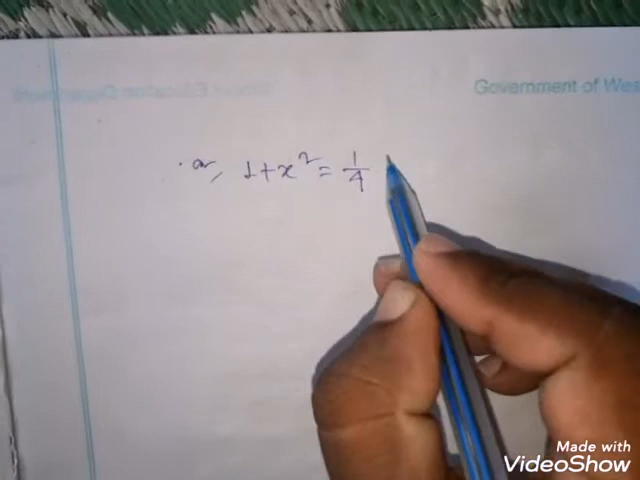 Government of Wes
or, 1+x² = 1/4
Made with
VideoShow